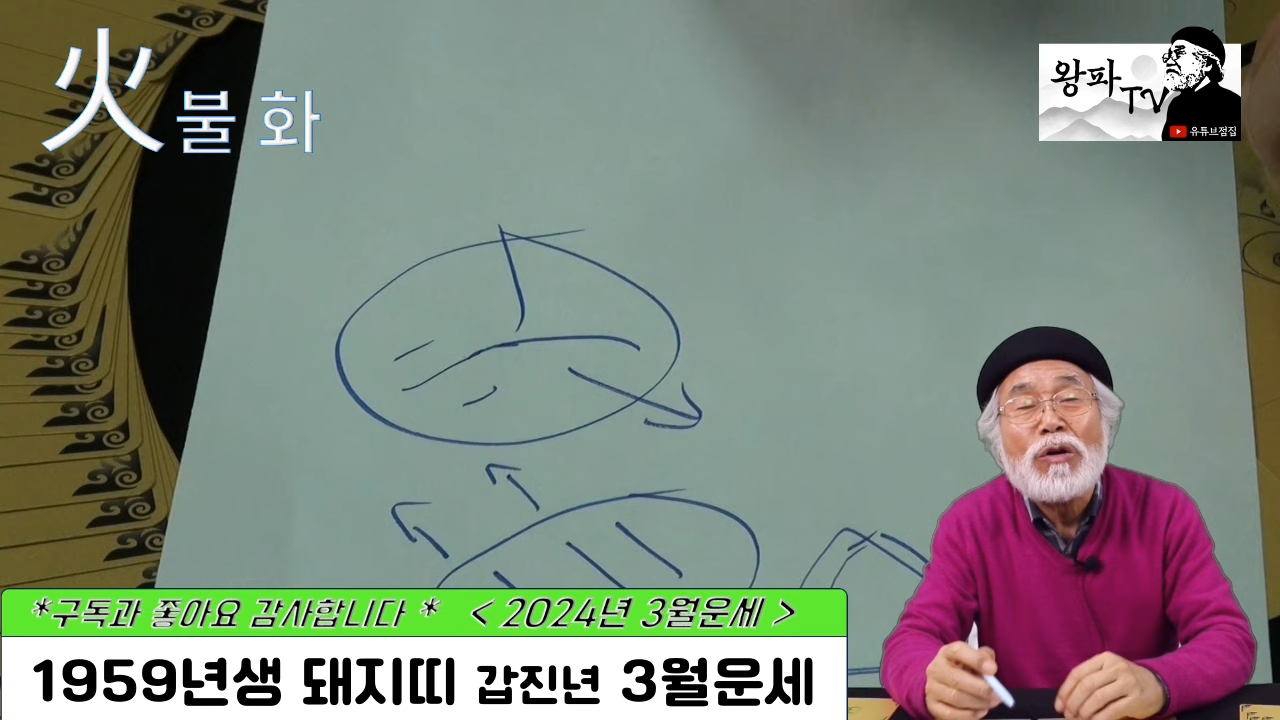 火 불 화
왕파
TV
유튜브점집
*구독과 좋아요 감사합니다 * < 2024년 3월운세 >
1959년생 돼지띠 갑진년 3월운세